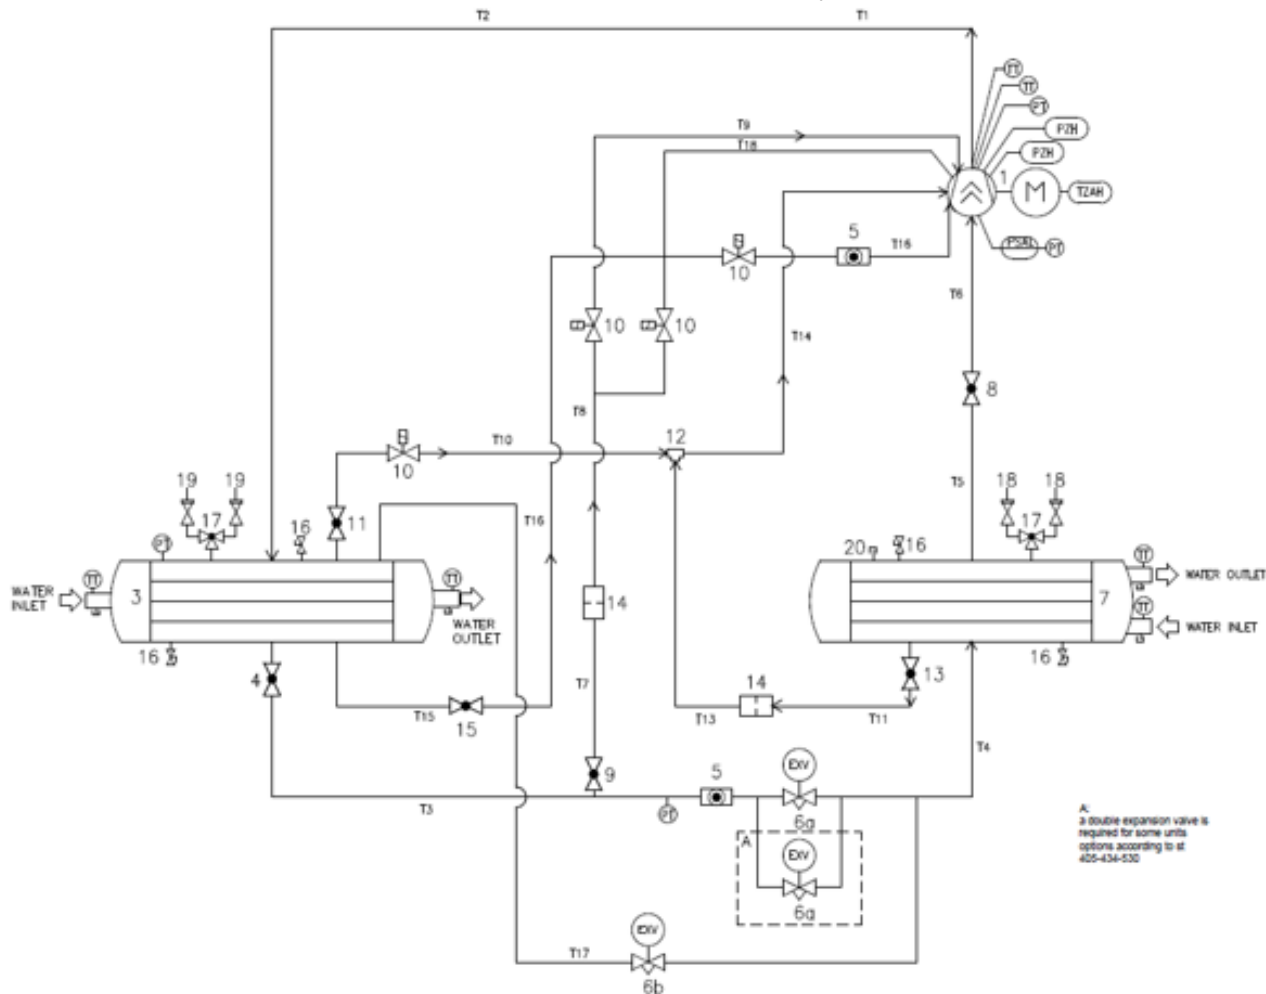 T2
T1
TT
TT
PT
PZH
PZH
1
M
TZAH
PSAL
PT
T9
T18
5
T16
10
T6
10
10
T14
8
T8
12
T10
10
19
19
17
16
11
T16
T5
18
18
17
PT
20
16
TT
WATER OUTLET
TT
WATER INLET
TT
3
TT
WATER
INLET
WATER
OUTLET
14
7
16
16
4
T7
13
14
T15
15
T13
T11
T4
9
EXV
5
T3
PT
6a
A
EXV
6a
A:
a double expansion valve is
required for some units
options according to st
405-434-530
EXV
T17
6b